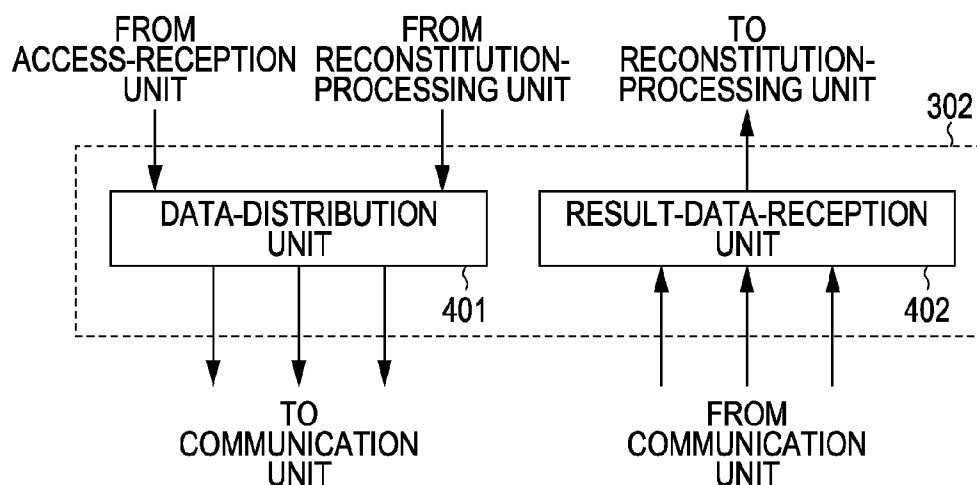 FROM
ACCESS-RECEPTION
UNIT
FROM
RECONSTITUTION-
PROCESSING UNIT
TO
RECONSTITUTION-
PROCESSING UNIT
302
DATA-DISTRIBUTION
UNIT
401
RESULT-DATA-RECEPTION
UNIT
402
TO
COMMUNICATION
UNIT
FROM
COMMUNICATION
UNIT